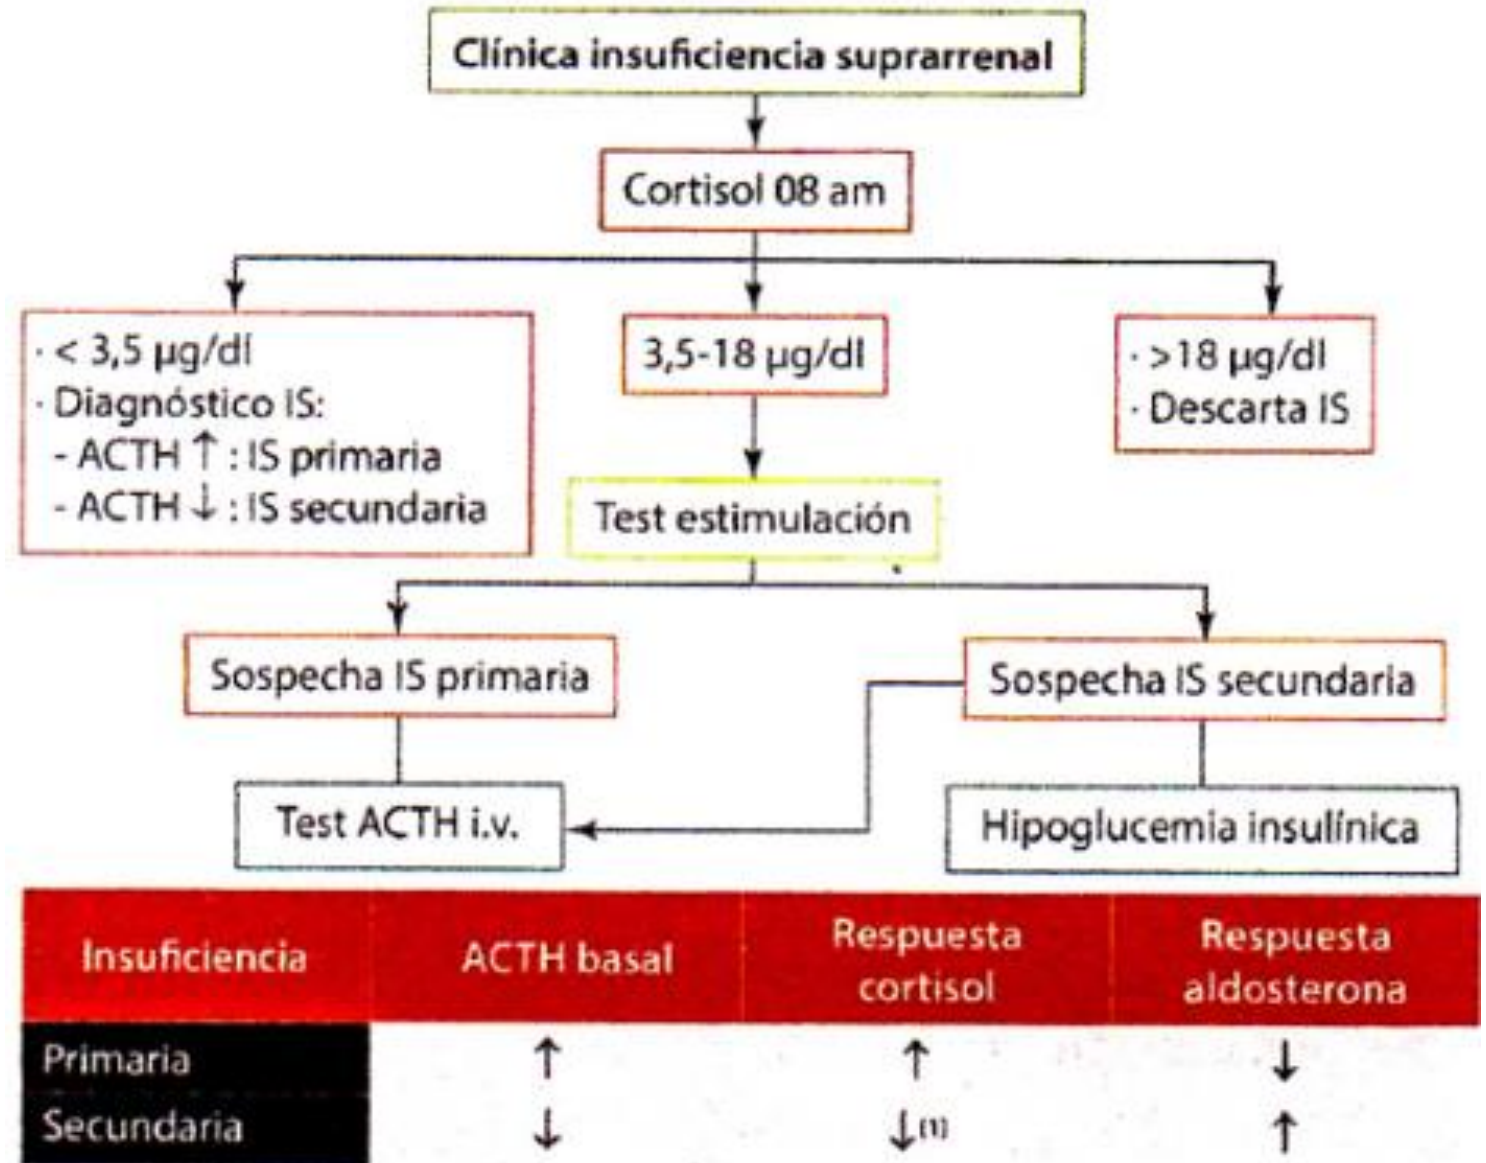 Clínica insuficiencia suprarrenal
Cortisol 08 am
· < 3,5 µg/dl
· Diagnóstico IS:
- ACTH ↑ : IS primaria
- ACTH ↓ : IS secundaria
3,5-18 µg/dl
· >18 µg/dl
· Descarta IS
Test estimulación
Sospecha IS primaria
Sospecha IS secundaria
Test ACTH i.v.
Hipoglucemia insulínica
Insuficiencia
ACTH basal
Respuesta
cortisol
Respuesta
aldosterona
Primaria ↑ ↑ ↓
Secundaria ↓ ↓(1) ↑